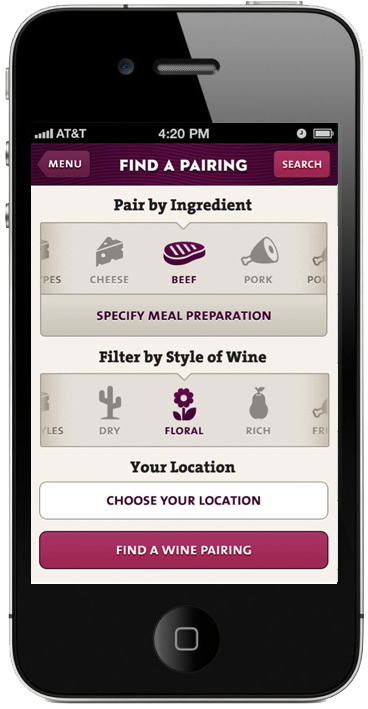 AT&T 4:20 PM
MENU FIND A PAIRING SEARCH
Pair by Ingredient
PES CHEESE BEEF PORK POU
SPECIFY MEAL PREPARATION
Filter by Style of Wine
YLES DRY FLORAL RICH FRU
Your Location
CHOOSE YOUR LOCATION
FIND A WINE PAIRING